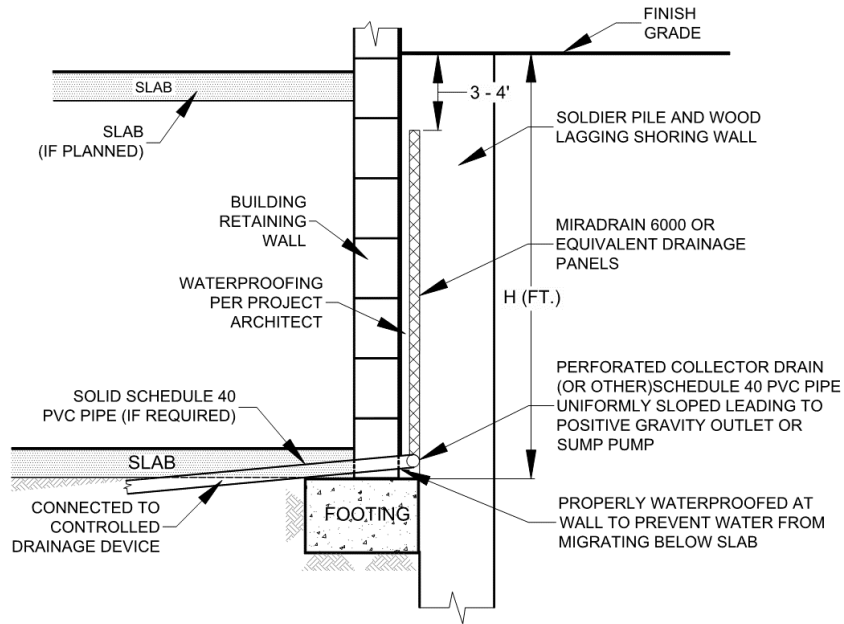 FINISH
GRADE
SLAB
3 - 4'
SLAB
(IF PLANNED)
SOLDIER PILE AND WOOD
LAGGING SHORING WALL
BUILDING
RETAINING
WALL
MIRADRAIN 6000 OR
EQUIVALENT DRAINAGE
PANELS
WATERPROOFING
PER PROJECT
ARCHITECT
H (FT.)
SOLID SCHEDULE 40
PVC PIPE (IF REQUIRED)
PERFORATED COLLECTOR DRAIN
(OR OTHER)SCHEDULE 40 PVC PIPE
UNIFORMLY SLOPED LEADING TO
POSITIVE GRAVITY OUTLET OR
SUMP PUMP
SLAB
CONNECTED TO
CONTROLLED
DRAINAGE DEVICE
FOOTING
PROPERLY WATERPROOFED AT
WALL TO PREVENT WATER FROM
MIGRATING BELOW SLAB